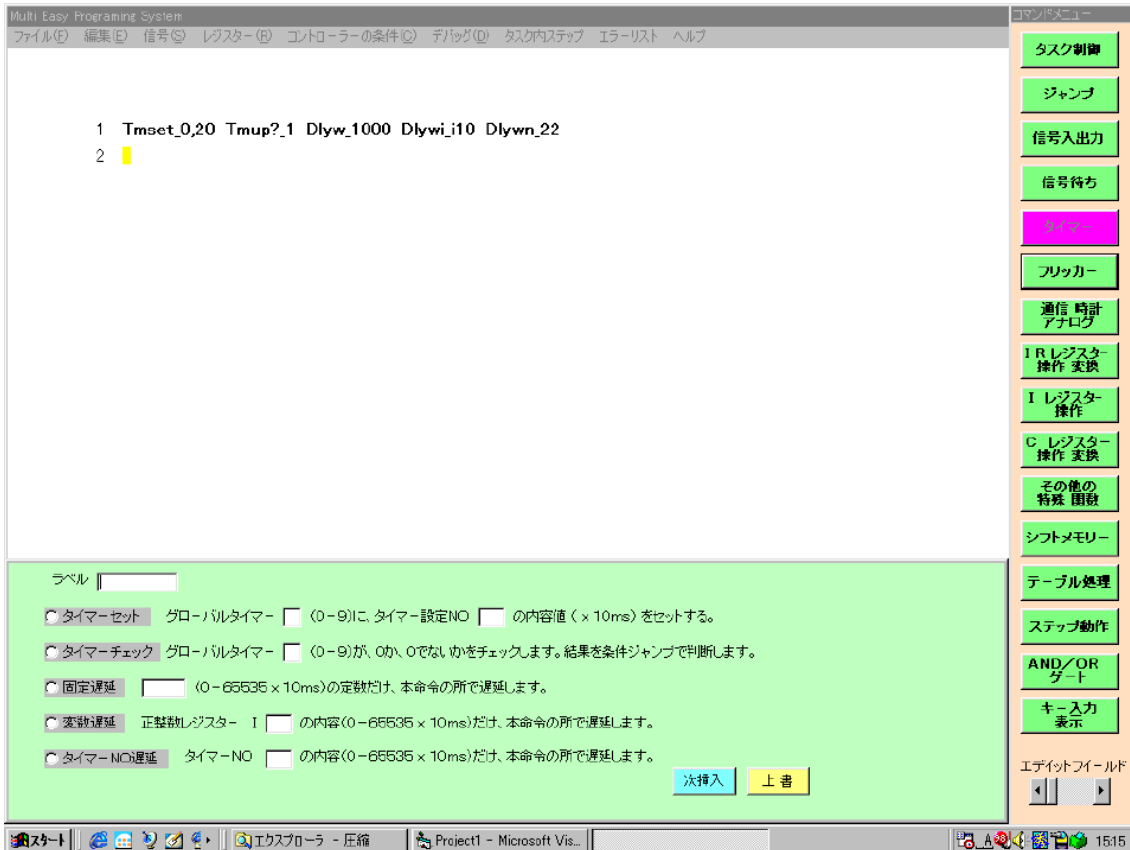 Multi Easy Programing System
コマンドメニュー
ファイル(F) 編集(E) 信号(S) レジスター(R) コントローラーの条件(C) デバッグ(D) タスク内ステップ エラーリスト ヘルプ
1 Tmset_0,20 Tmup?_1 Dlyw_1000 Dlywi_i10 Dlywn_22
2
タスク制御
ジャンプ
信号入出力
信号待ち
タイマー
フリッカー
通信 時計
アナログ
IRレジスター
操作 変換
I レジスター
操作
C レジスター
操作 変換
その他の
特殊 関数
シフトメモリー
テーブル処理
ステップ動作
AND/OR
ゲート
キー入力
表示
エデイットフイールド
ラベル
タイマーセット グローバルタイマー (0-9)に、タイマー設定NO の内容値(×10ms)をセットする。
タイマーチェック グローバルタイマー (0-9)が、0か、0でないかをチェックします。結果を条件ジャンプで判断します。
固定遅延 (0-65535×10ms)の定数だけ、本命令の所で遅延します。
変数遅延 正整数レジスター I の内容(0-65535×10ms)だけ、本命令の所で遅延します。
タイマーNO遅延 タイマーNO の内容(0-65535×10ms)だけ、本命令の所で遅延します。
次挿入 上書
スタート エクスプローラ - 圧縮 Project1 - Microsoft Vis... 15:15